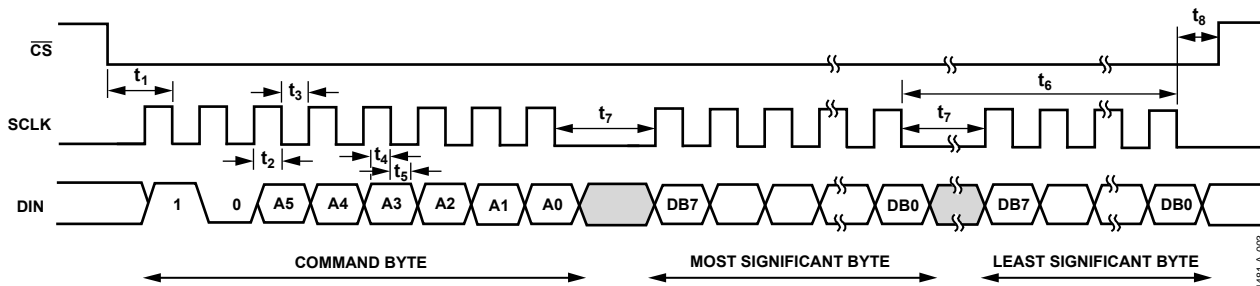 t8
CS
t1
t3
t6
SCLK
t7
t7
t2
t4
t5
DIN
1
0
A5
A4
A3
A2
A1
A0
DB7
DB0
DB7
DB0
COMMAND BYTE
MOST SIGNIFICANT BYTE
LEAST SIGNIFICANT BYTE